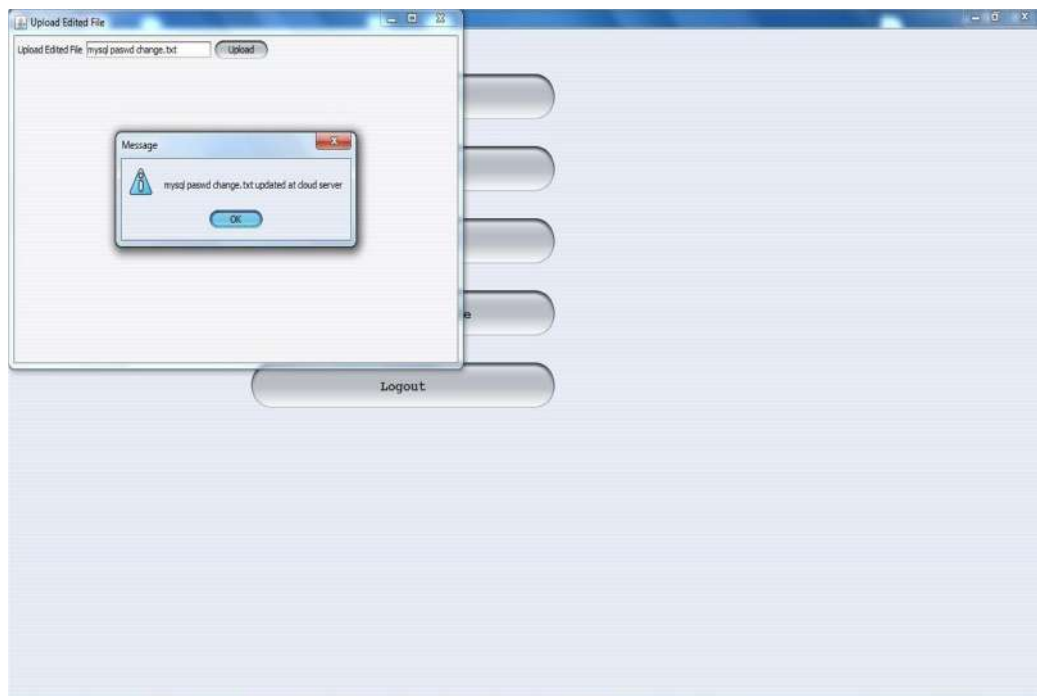 Upload Edited File
Upload Edited File mysql paswd change.txt Upload
Message
mysql paswd change.txt updated at cloud server
OK
e
Logout